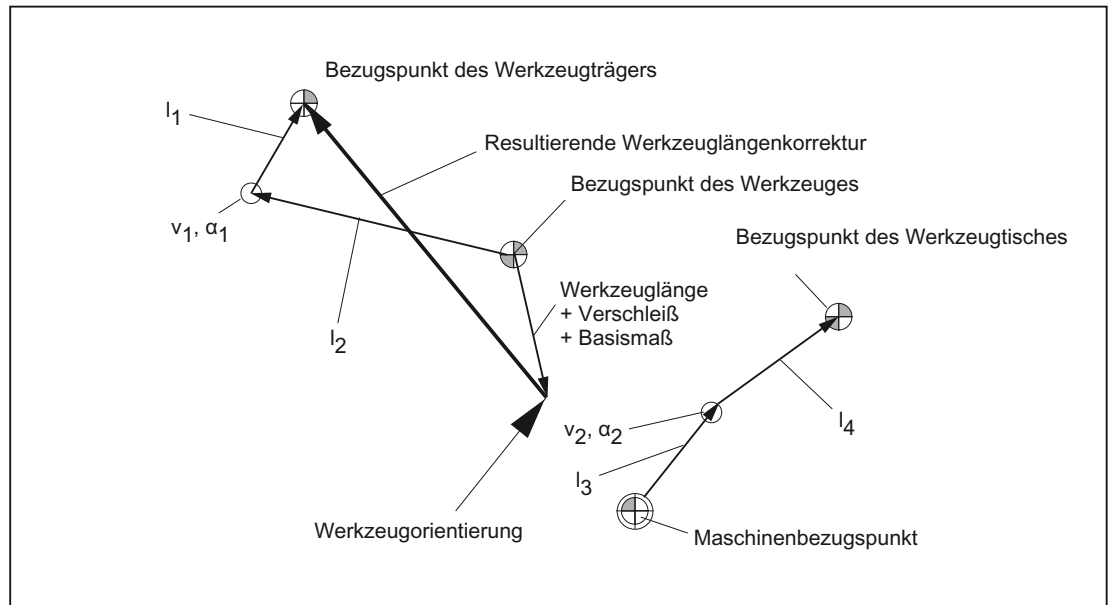 Bezugspunkt des Werkzeugträgers
l1
Resultierende Werkzeuglängenkorrektur
Bezugspunkt des Werkzeuges
v1, α1
Bezugspunkt des Werkzeugtisches
Werkzeuglänge
+ Verschleiß
+ Basismaß
l2
v2, α2
l4
l3
Werkzeugorientierung
Maschinenbezugspunkt